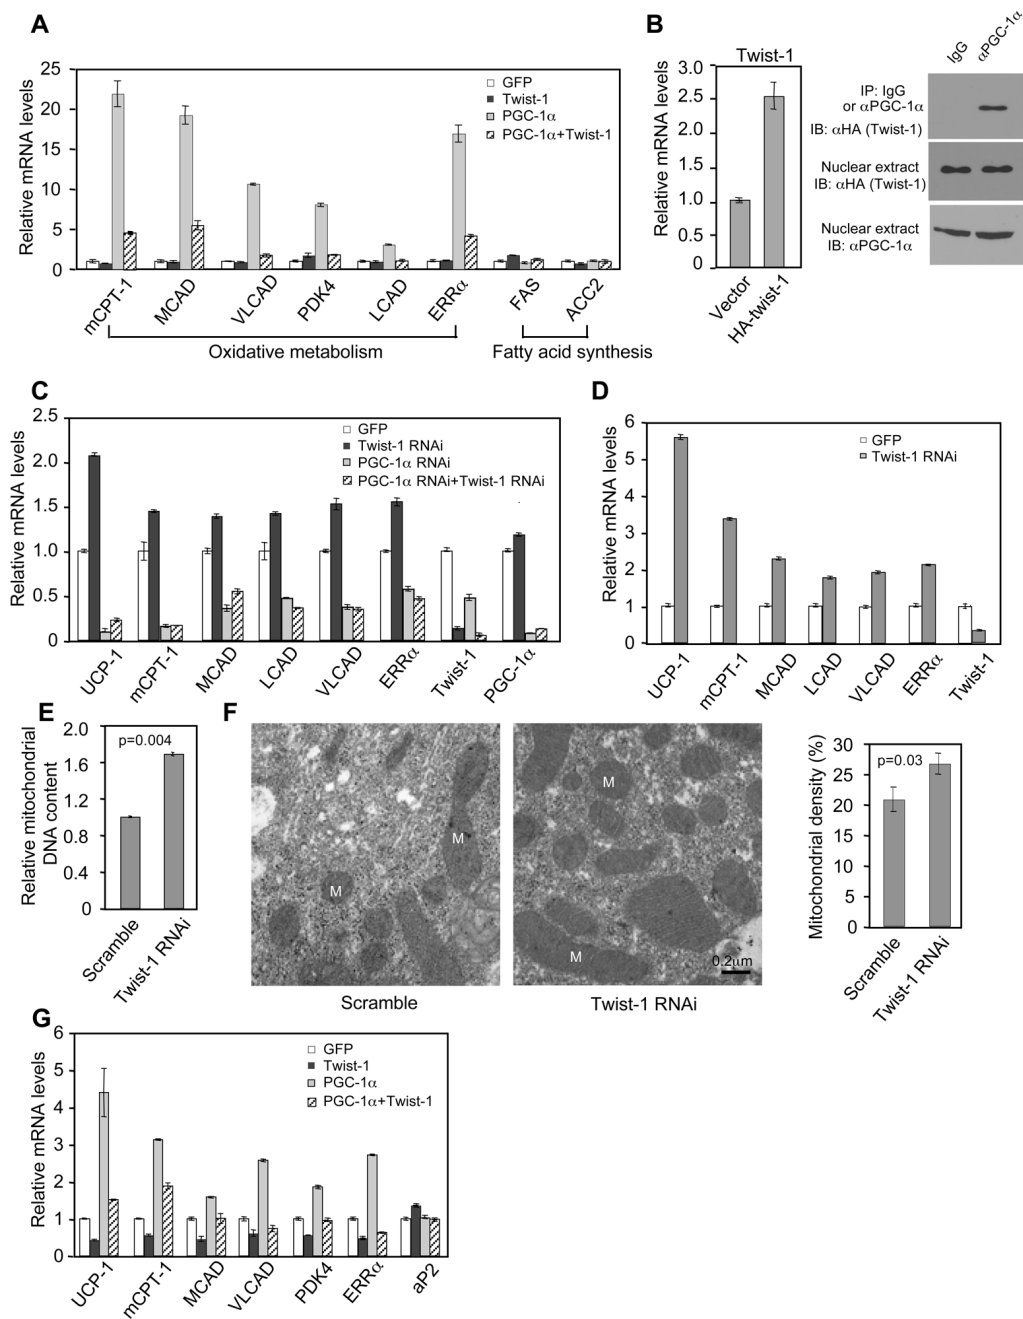 A
Relative mRNA levels
25
20
15
10
5
0
GFP
Twist-1
PGC-1α
PGC-1α+Twist-1
mCPT-1
MCAD
VLCAD
PDK4
LCAD
ERRα
FAS
ACC2
Oxidative metabolism
Fatty acid synthesis
B
Twist-1
Relative mRNA levels
3.0
2.5
2.0
1.5
1.0
0.5
0
Vector
HA-twist-1
IgG
αPGC-1α
IP: IgG
or αPGC-1α
IB: αHA (Twist-1)
Nuclear extract
IB: αHA (Twist-1)
Nuclear extract
IB: αPGC-1α
C
Relative mRNA levels
2.5
2.0
1.5
1.0
0.5
0
GFP
Twist-1 RNAi
PGC-1α RNAi
PGC-1α RNAi+Twist-1 RNAi
UCP-1
mCPT-1
MCAD
LCAD
VLCAD
ERRα
Twist-1
PGC-1α
D
Relative mRNA levels
6
5
4
3
2
1
0
GFP
Twist-1 RNAi
UCP-1
mCPT-1
MCAD
LCAD
VLCAD
ERRα
Twist-1
E
Relative mitochondrial
DNA content
2.0
1.6
1.2
0.8
0.4
0
p=0.004
Scramble
Twist-1 RNAi
F
M
M
Scramble
M
M
0.2μm
Twist-1 RNAi
Mitochondrial density (%)
30
25
20
15
10
5
0
p=0.03
Scramble
Twist-1 RNAi
G
Relative mRNA levels
6
5
4
3
2
1
0
GFP
Twist-1
PGC-1α
PGC-1α+Twist-1
UCP-1
mCPT-1
MCAD
VLCAD
PDK4
ERRα
aP2